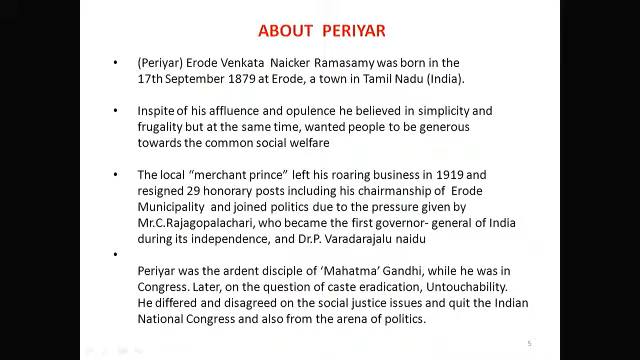 ABOUT PERIYAR
• (Periyar) Erode Venkata Naicker Ramasamy was born in the
17th September 1879 at Erode, a town in Tamil Nadu (India).
• Inspite of his affluence and opulence he believed in simplicity and
frugality but at the same time, wanted people to be generous
towards the common social welfare
• The local "merchant prince" left his roaring business in 1919 and
resigned 29 honorary posts including his chairmanship of Erode
Municipality and joined politics due to the pressure given by
Mr.C.Rajagopalachari, who became the first governor- general of India
during its independence, and Dr.P. Varadarajalu naidu
•
Periyar was the ardent disciple of 'Mahatma' Gandhi, while he was in
Congress. Later, on the question of caste eradication, Untouchability.
He differed and disagreed on the social justice issues and quit the Indian
National Congress and also from the arena of politics.
5